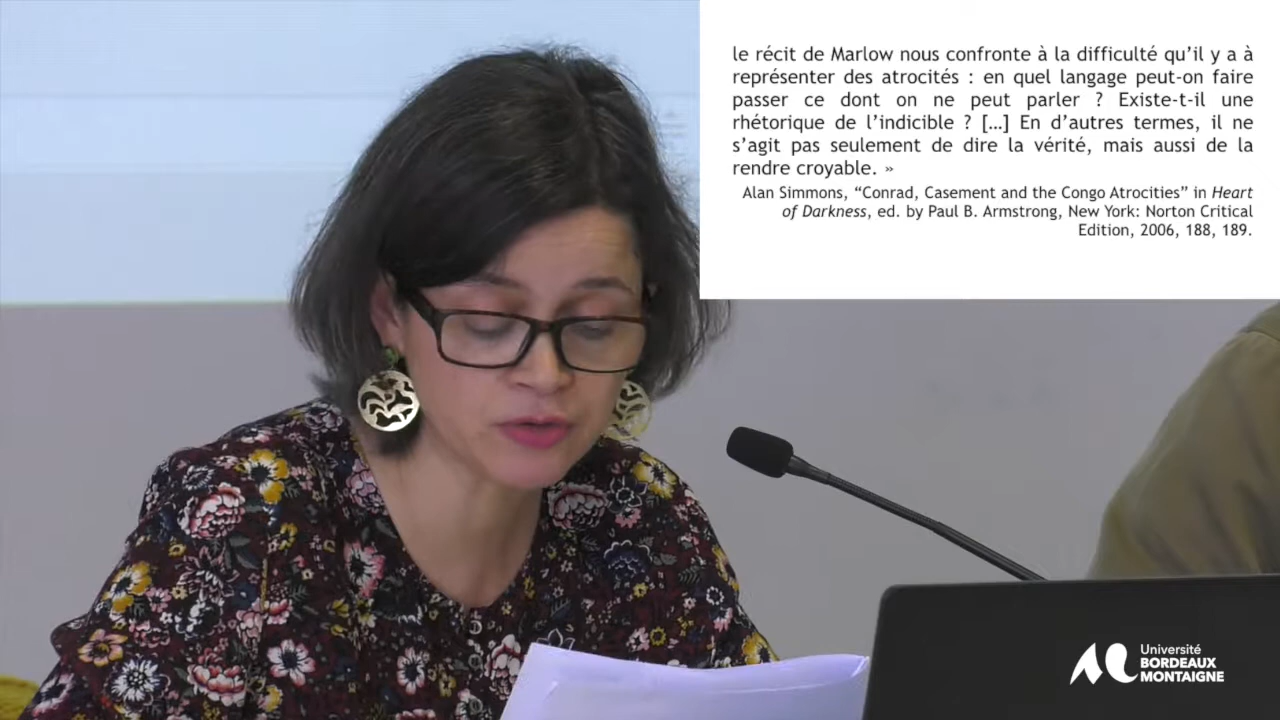 le récit de Marlow nous confronte à la difficulté qu’il y a à
représenter des atrocités : en quel langage peut-on faire
passer ce dont on ne peut parler ? Existe-t-il une
rhétorique de l’indicible ? […] En d’autres termes, il ne
s’agit pas seulement de dire la vérité, mais aussi de la
rendre croyable. »
Alan Simmons, “Conrad, Casement and the Congo Atrocities” in Heart
of Darkness, ed. by Paul B. Armstrong, New York: Norton Critical
Edition, 2006, 188, 189.
Université
BORDEAUX
MONTAIGNE